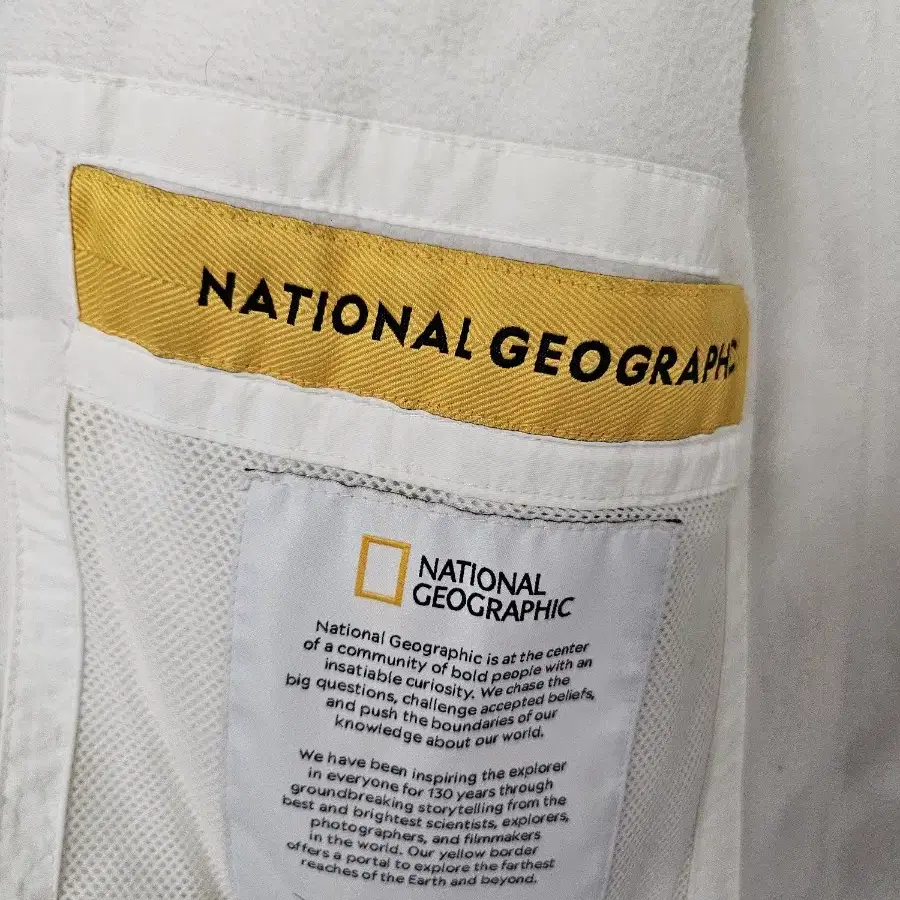 NATIONAL GEOGRAPH
NATIONAL
GEOGRAPHIC
National Geographic is at the center
of a community of bold people with an
insatiable curiosity. We chase the
big questions, challenge accepted beliefs,
and push the boundaries of our
knowledge about our world.
We have been inspiring the explorer
in everyone for 130 years through
groundbreaking storytelling from the
best and brightest scientists, explorers,
photographers, and filmmakers
in the world. Our yellow border
offers a portal to explore the farthest
reaches of the Earth and beyond.